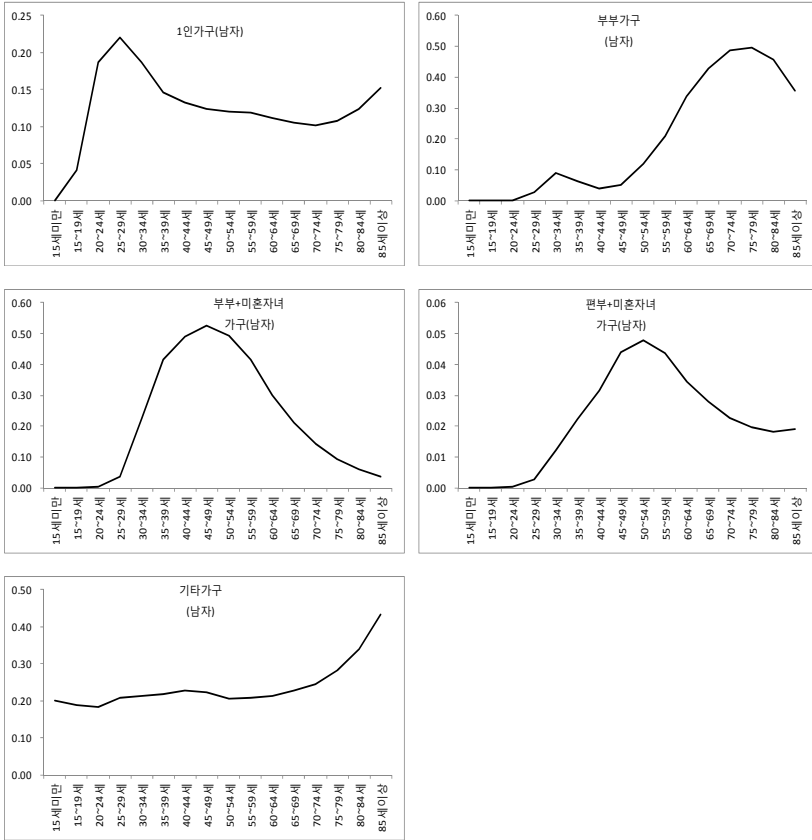 1인가구(남자)
0.25
0.20
0.15
0.10
0.05
0.00
15세미만
15~19세
20~24세
25~29세
30~34세
35~39세
40~44세
45~49세
50~54세
55~59세
60~64세
65~69세
70~74세
75~79세
80~84세
85세이상
부부가구
(남자)
0.60
0.50
0.40
0.30
0.20
0.10
0.00
15세미만
15~19세
20~24세
25~29세
30~34세
35~39세
40~44세
45~49세
50~54세
55~59세
60~64세
65~69세
70~74세
75~79세
80~84세
85세이상
부부+미혼자녀
가구(남자)
0.60
0.50
0.40
0.30
0.20
0.10
0.00
15세미만
15~19세
20~24세
25~29세
30~34세
35~39세
40~44세
45~49세
50~54세
55~59세
60~64세
65~69세
70~74세
75~79세
80~84세
85세이상
편부+미혼자녀
가구(남자)
0.06
0.05
0.04
0.03
0.02
0.01
0.00
15세미만
15~19세
20~24세
25~29세
30~34세
35~39세
40~44세
45~49세
50~54세
55~59세
60~64세
65~69세
70~74세
75~79세
80~84세
85세이상
기타가구
(남자)
0.50
0.40
0.30
0.20
0.10
0.00
15세미만
15~19세
20~24세
25~29세
30~34세
35~39세
40~44세
45~49세
50~54세
55~59세
60~64세
65~69세
70~74세
75~79세
80~84세
85세이상